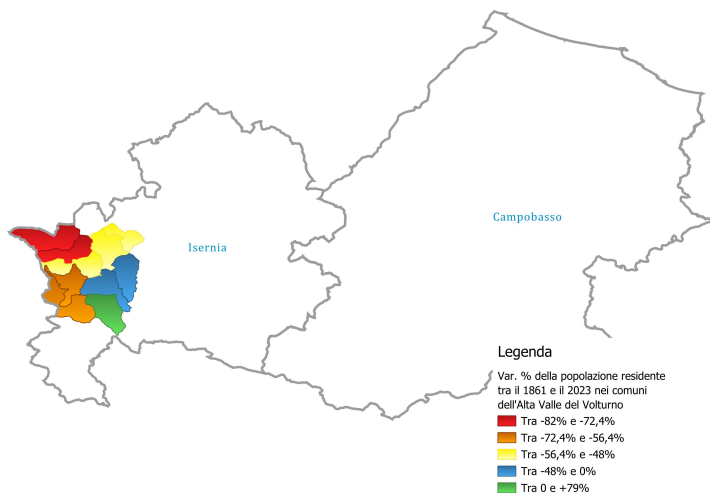 Campobasso
Isernia
Legenda
Var. % della popolazione residente
tra il 1861 e il 2023 nei comuni
dell'Alta Valle del Volturno
Tra -82% e -72,4%
Tra -72,4% e -56,4%
Tra -56,4% e -48%
Tra -48% e 0%
Tra 0 e +79%